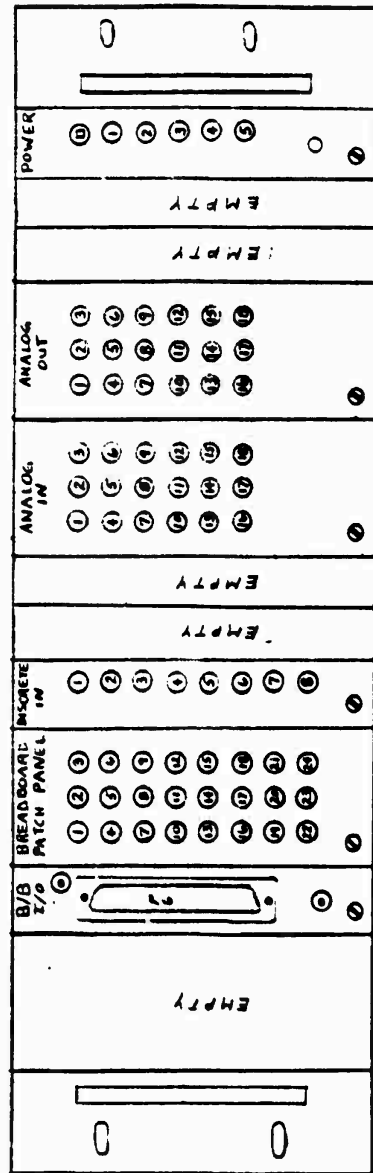 EMPTY
B/B
I/O
P6
BREADBOARD
PATCH PANEL
1 2 3
4 5 6
7 8 9
10 11 12
13 14 15
16 17 18
19 20 21
22 23 24
DISCRETE
IN
1
2
3
4
5
6
7
8
EMPTY
EMPTY
ANALOG
IN
1 2 3
4 5 6
7 8 9
10 11 12
13 14 15
16 17 18
ANALOG
OUT
1 2 3
4 5 6
7 8 9
10 11 12
13 14 15
16 17 18
EMPTY
EMPTY
POWER
1
2
3
4
5